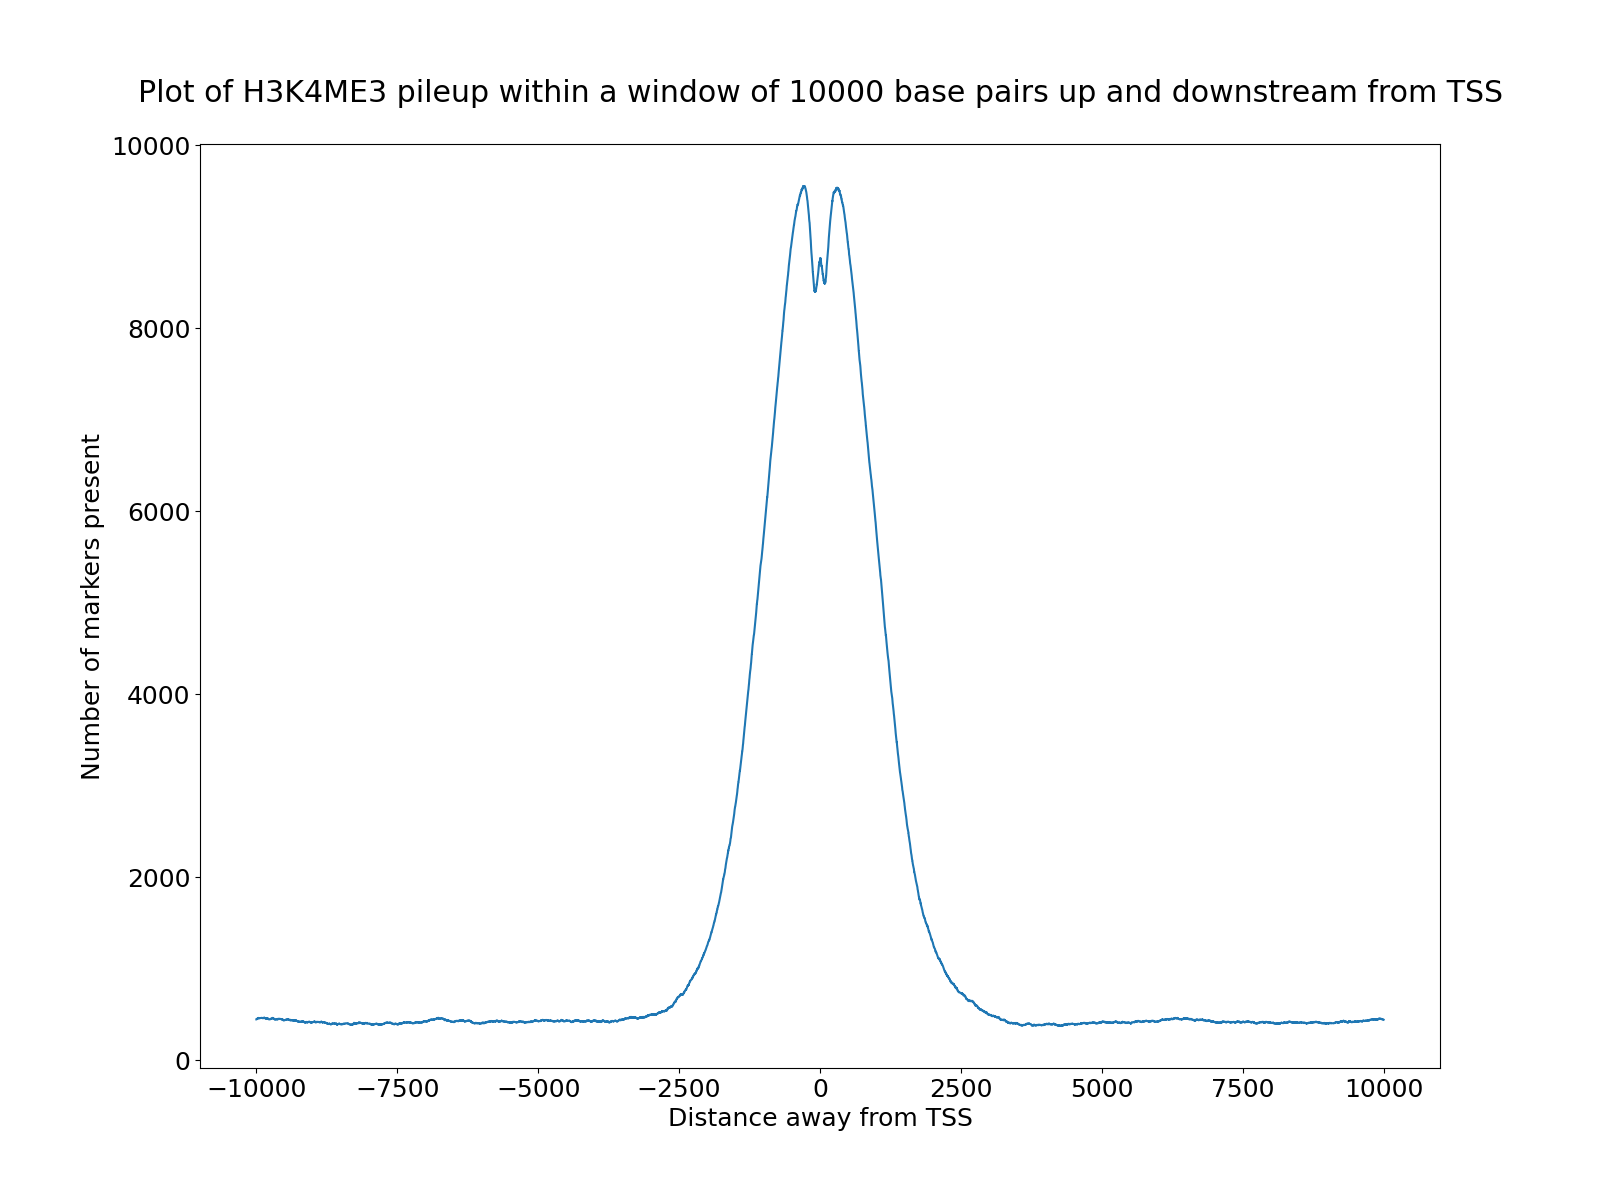 Plot of H3K4ME3 pileup within a window of 10000 base pairs up and downstream from TSS
10000
8000
6000
4000
2000
0
Number of markers present
−10000 −7500 −5000 −2500 0 2500 5000 7500 10000
Distance away from TSS